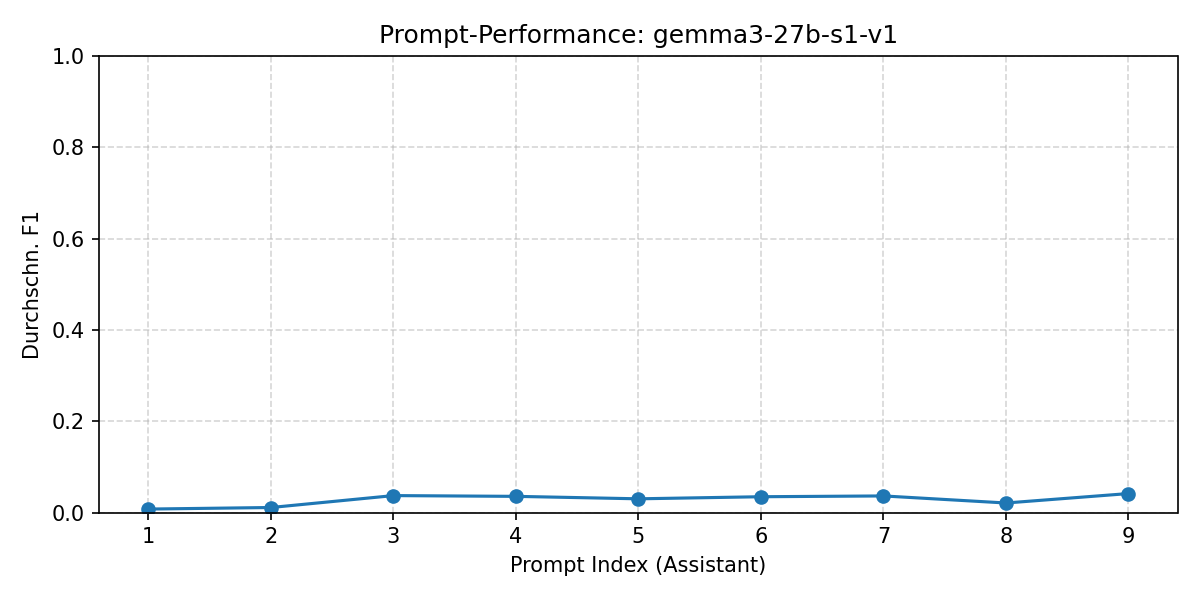 Prompt-Performance: gemma3-27b-s1-v1
1.0
0.8
0.6
0.4
0.2
0.0
Durchschn. F1
1 2 3 4 5 6 7 8 9
Prompt Index (Assistant)